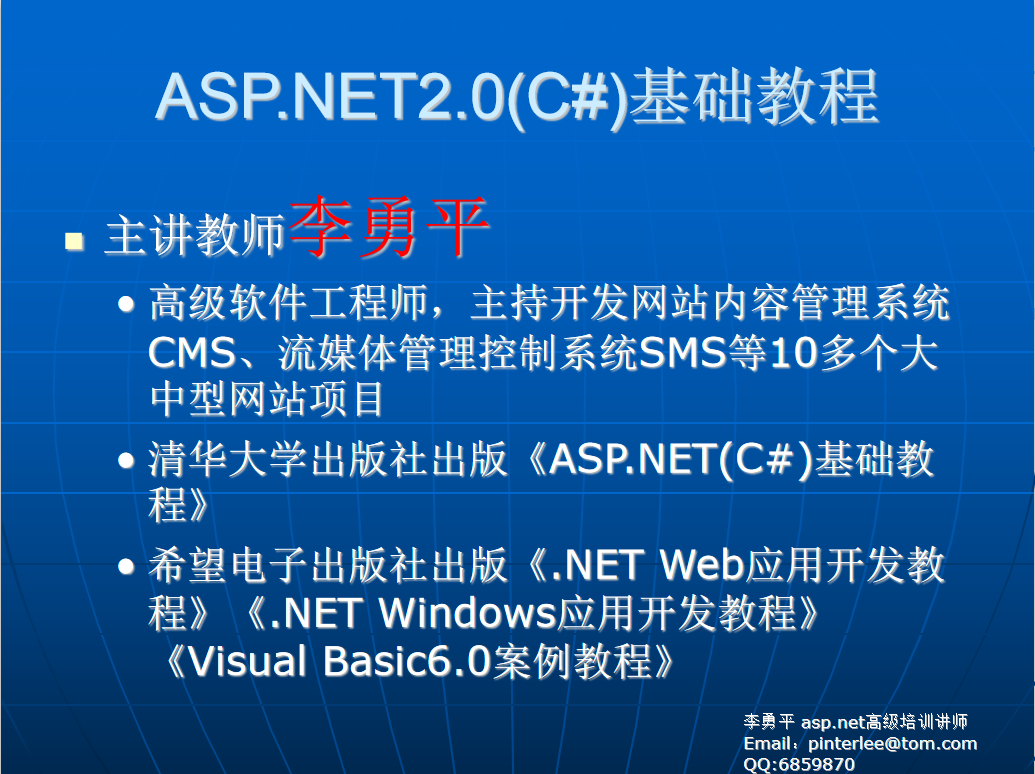 ASP.NET2.0(C#)基础教程
主讲教师李勇平
高级软件工程师，主持开发网站内容管理系统
CMS、流媒体管理控制系统SMS等10多个大
中型网站项目
清华大学出版社出版《ASP.NET(C#)基础教
程》
希望电子出版社出版《.NET Web应用开发教
程》《.NET Windows应用开发教程》
《Visual Basic6.0案例教程》
李勇平 asp.net高级培训讲师
Email：pinterlee@tom.com
QQ:6859870